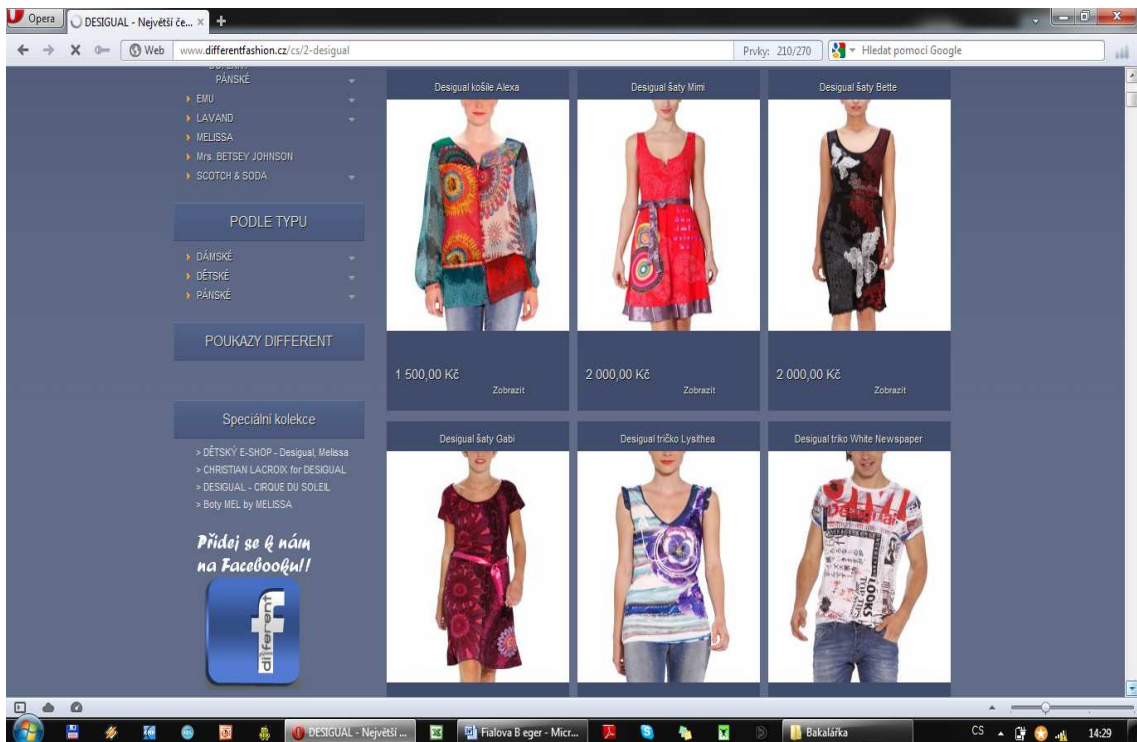 Opera
DESIGUAL - Největší če...
Web
www.differentfashion.cz/cs/2-desigual
Prvky: 210/270
Hledat pomocí Google
PÁNSKÉ
EMU
LAVAND
MELISSA
Mrs. BETSEY JOHNSON
SCOTCH & SODA
PODLE TYPU
DÁMSKÉ
DĚTSKÉ
PÁNSKÉ
POUKAZY DIFFERENT
Speciální kolekce
> DĚTSKÝ E-SHOP - Desigual, Melissa
> CHRISTIAN LACROIX for DESIGUAL
> DESIGUAL - CIRQUE DU SOLEIL
> Boty MEL by MELISSA
Přidej se k nám
na Facebooku!!
different
Desigual košile Alexa
Desigual šaty Mimi
Desigual šaty Bette
1 500,00 Kč
Zobrazit
2 000,00 Kč
Zobrazit
2 000,00 Kč
Zobrazit
Desigual šaty Gabi
Desigual tričko Lysithea
Desigual triko White Newspaper
LOOKS
TOP TIPS
DESIGUAL - Největší ...
Fialova B eger - Micr...
Bakalářka
CS
14:29